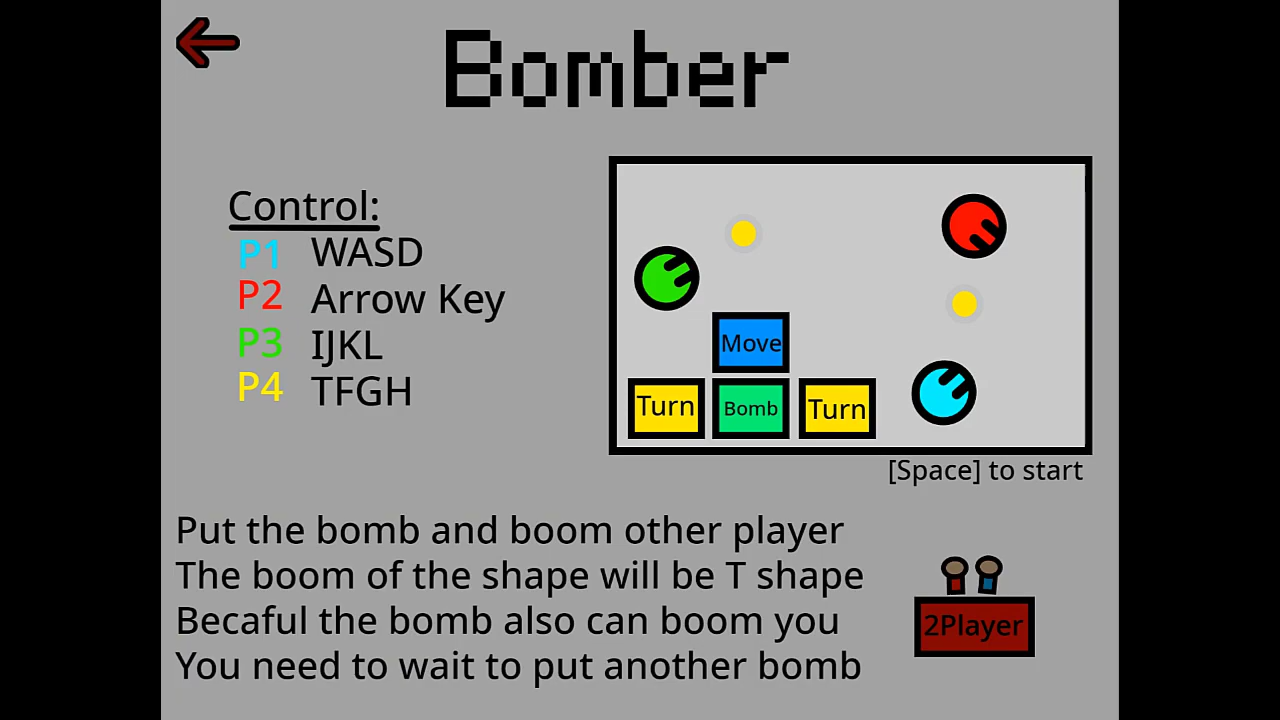 Bomber
Control:
P1 WASD
P2 Arrow Key
P3 IJKL
P4 TFGH
Move
Turn Bomb Turn
[Space] to start
Put the bomb and boom other player
The boom of the shape will be T shape
Becaful the bomb also can boom you
You need to wait to put another bomb
2Player